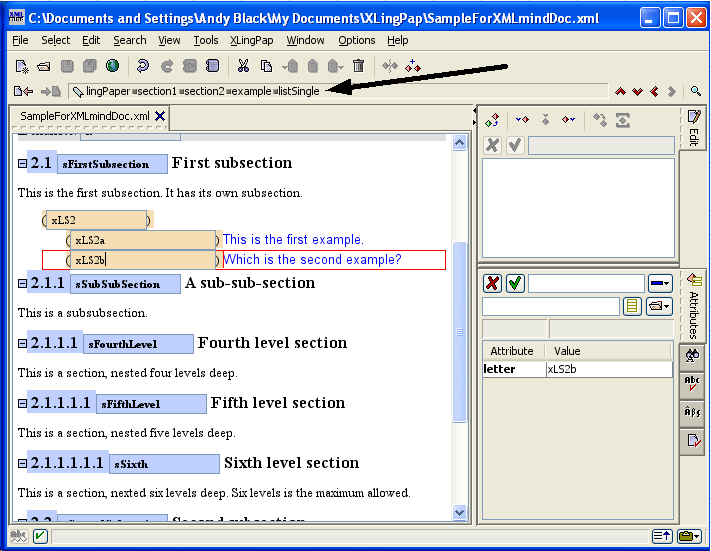 C:\Documents and Settings\Andy Black\My Documents\XLingPap\SampleForXMLmindDoc.xml
File Select Edit Search View Tools XLingPap Window Options Help
lingPaper section1 section2 example listSingle
SampleForXMLmindDoc.xml
2.1 sFirstSubsection First subsection
This is the first subsection. It has its own subsection.
( xLS2 )
( xLS2a ) This is the first example.
( xLS2b ) Which is the second example?
2.1.1 sSubSubSection A sub-sub-section
This is a subsubsection.
2.1.1.1 sFourthLevel Fourth level section
This is a section, nested four levels deep.
2.1.1.1.1 sFifthLevel Fifth level section
This is a section, nested five levels deep.
2.1.1.1.1.1 sSixth Sixth level section
This is a section, nexted six levels deep. Six levels is the maximum allowed.
Second subsection
Edit
Attributes
Attribute Value
letter xLS2b
Abc
Abc